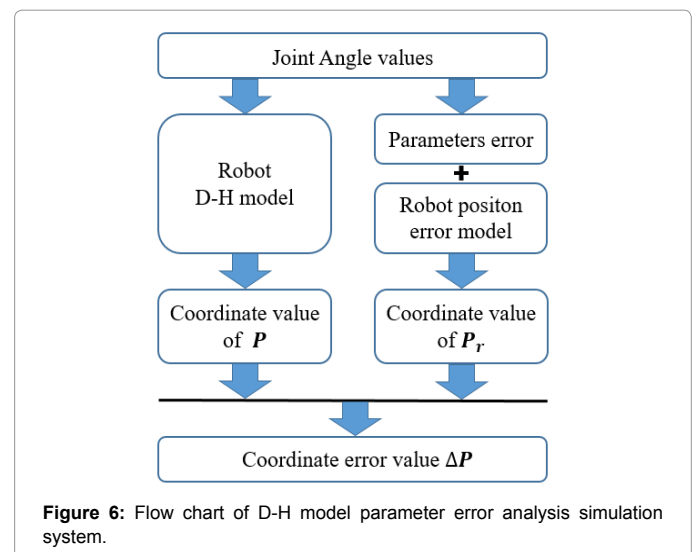 Joint Angle values
Robot
D-H model
Parameters error
+
Robot positon
error model
Coordinate value
of P
Coordinate value
of Pᵣ
Coordinate error value ΔP
Figure 6: Flow chart of D-H model parameter error analysis simulation
system.